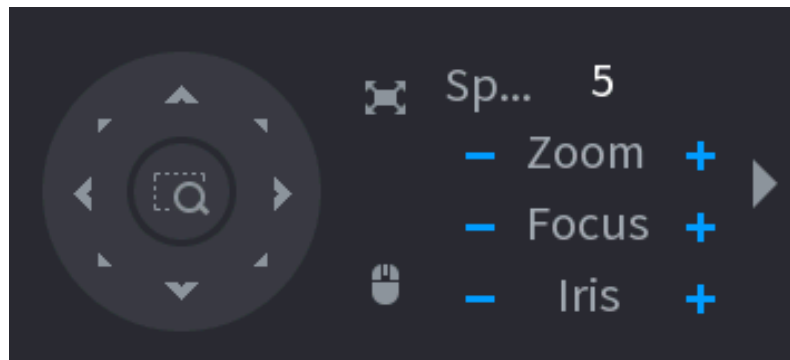 Sp... 5
− Zoom +
− Focus +
− Iris +